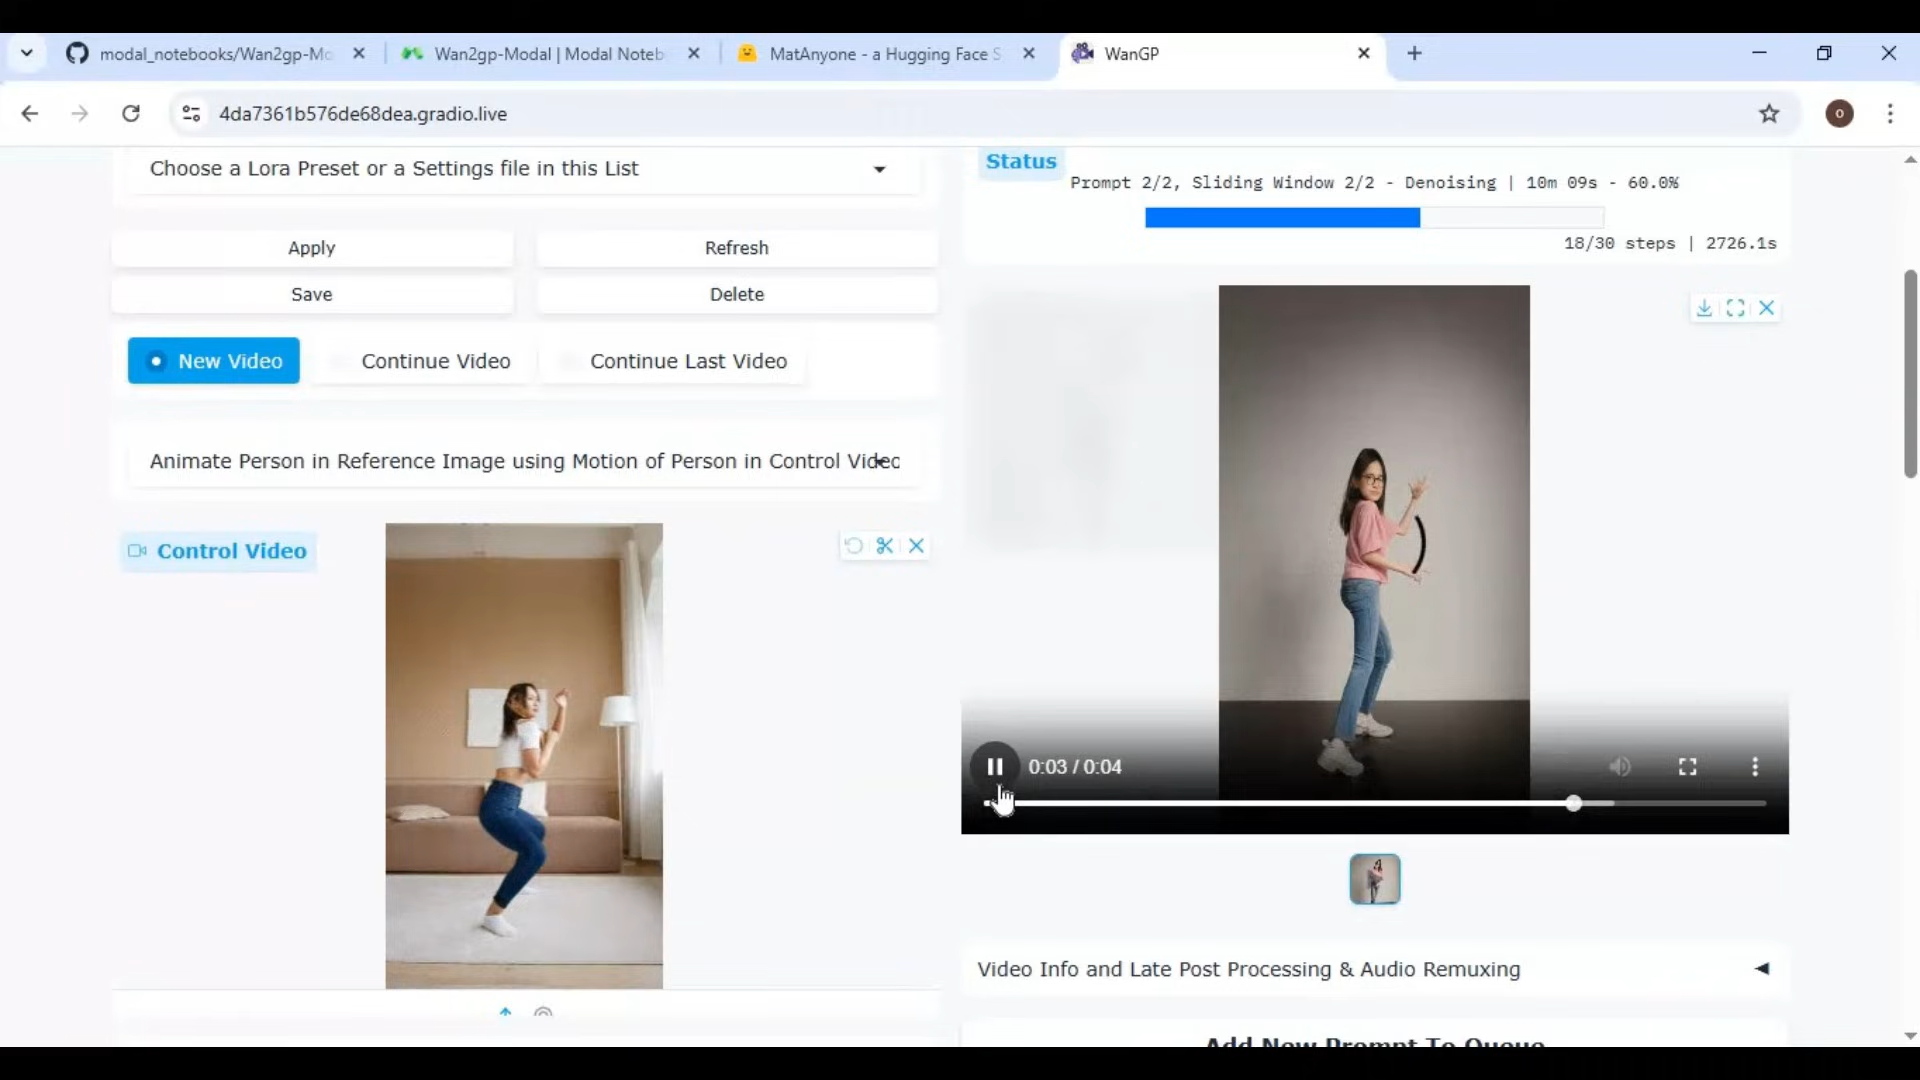 modal_notebooks/Wan2gp-Mo
Wan2gp-Modal | Modal Noteb
MatAnyone - a Hugging Face S
WanGP
4da7361b576de68dea.gradio.live
o
Choose a Lora Preset or a Settings file in this List
Apply
Refresh
Save
Delete
New Video
Continue Video
Continue Last Video
Animate Person in Reference Image using Motion of Person in Control Video
Control Video
Status
Prompt 2/2, Sliding Window 2/2 - Denoising | 10m 09s - 60.0%
18/30 steps | 2726.1s
0:03 / 0:04
Video Info and Late Post Processing & Audio Remuxing
Add New Prompt To Queue